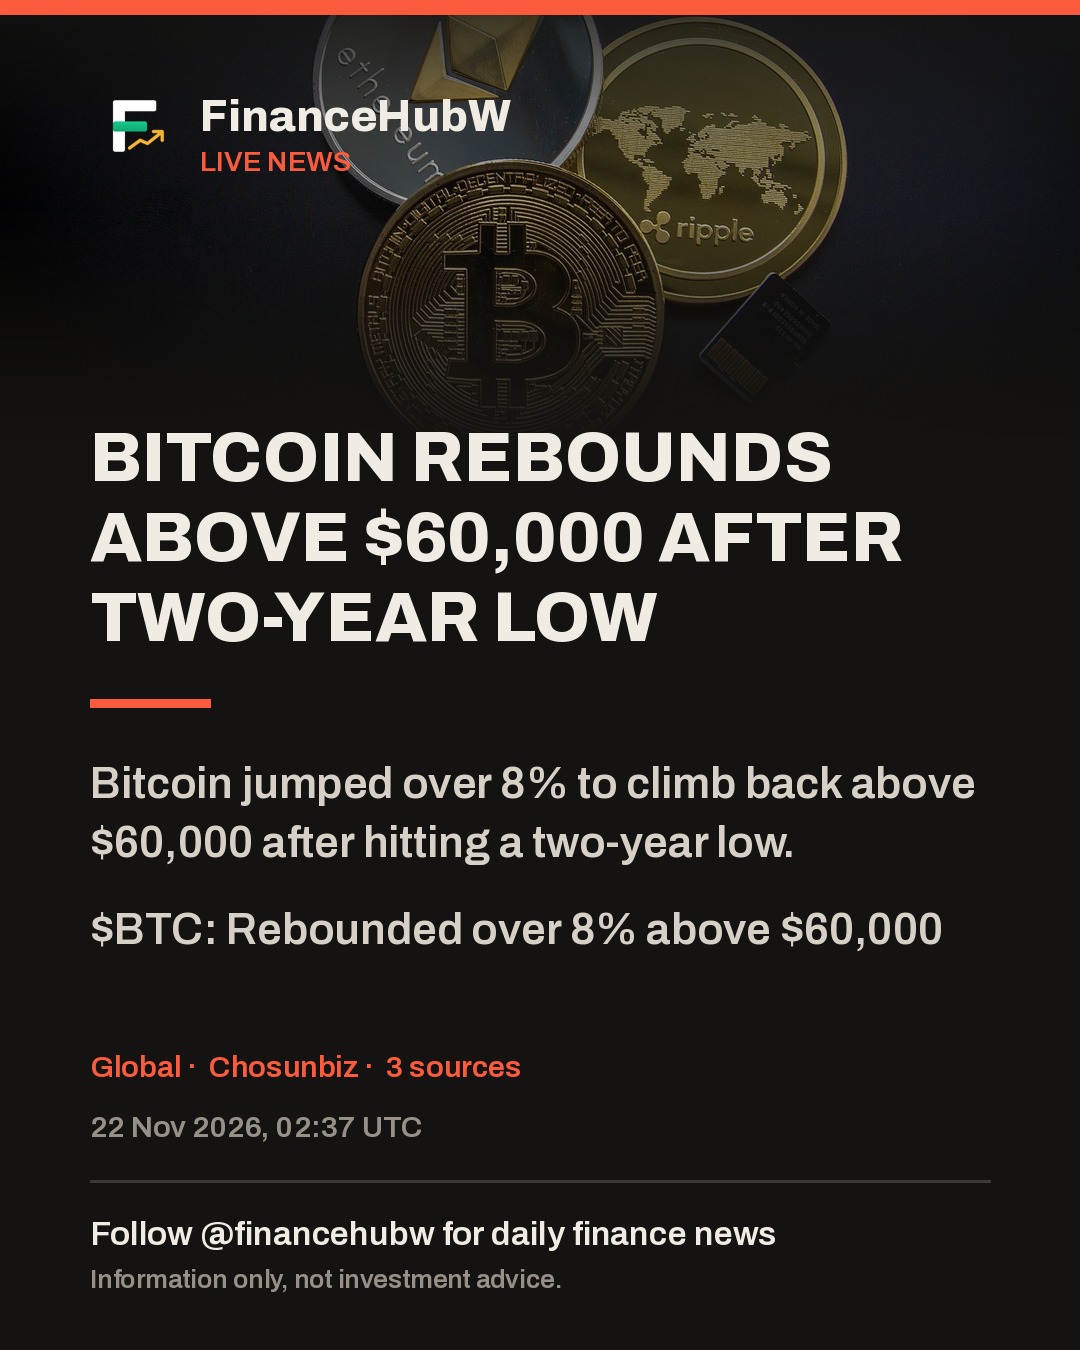 FinanceHubW
LIVE NEWS
ethereum
ripple
BITCOIN REBOUNDS
ABOVE $60,000 AFTER
TWO-YEAR LOW
Bitcoin jumped over 8% to climb back above
$60,000 after hitting a two-year low.
$BTC: Rebounded over 8% above $60,000
Global · Chosunbiz · 3 sources
22 Nov 2026, 02:37 UTC
Follow @financehubw for daily finance news
Information only, not investment advice.